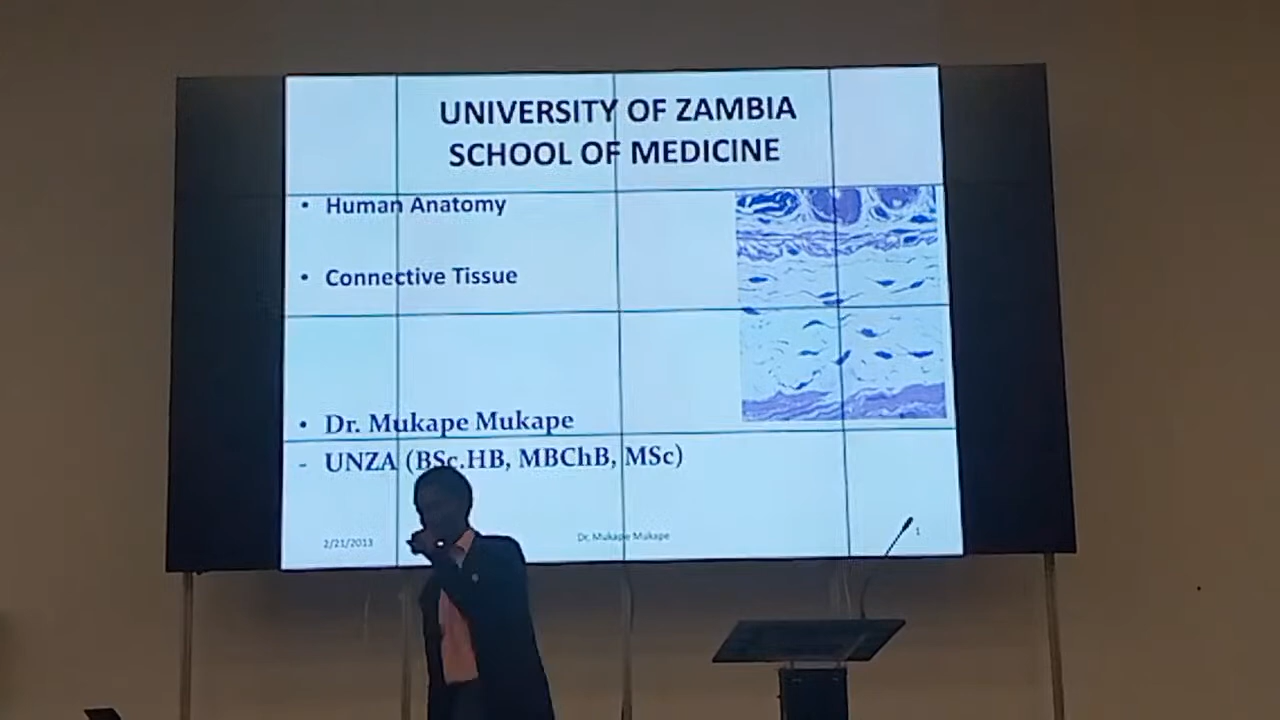 UNIVERSITY OF ZAMBIA
SCHOOL OF MEDICINE
• Human Anatomy
• Connective Tissue
• Dr. Mukape Mukape
- UNZA (BSc.HB, MBChB, MSc)
2/21/2013
Dr. Mukape Mukape
1